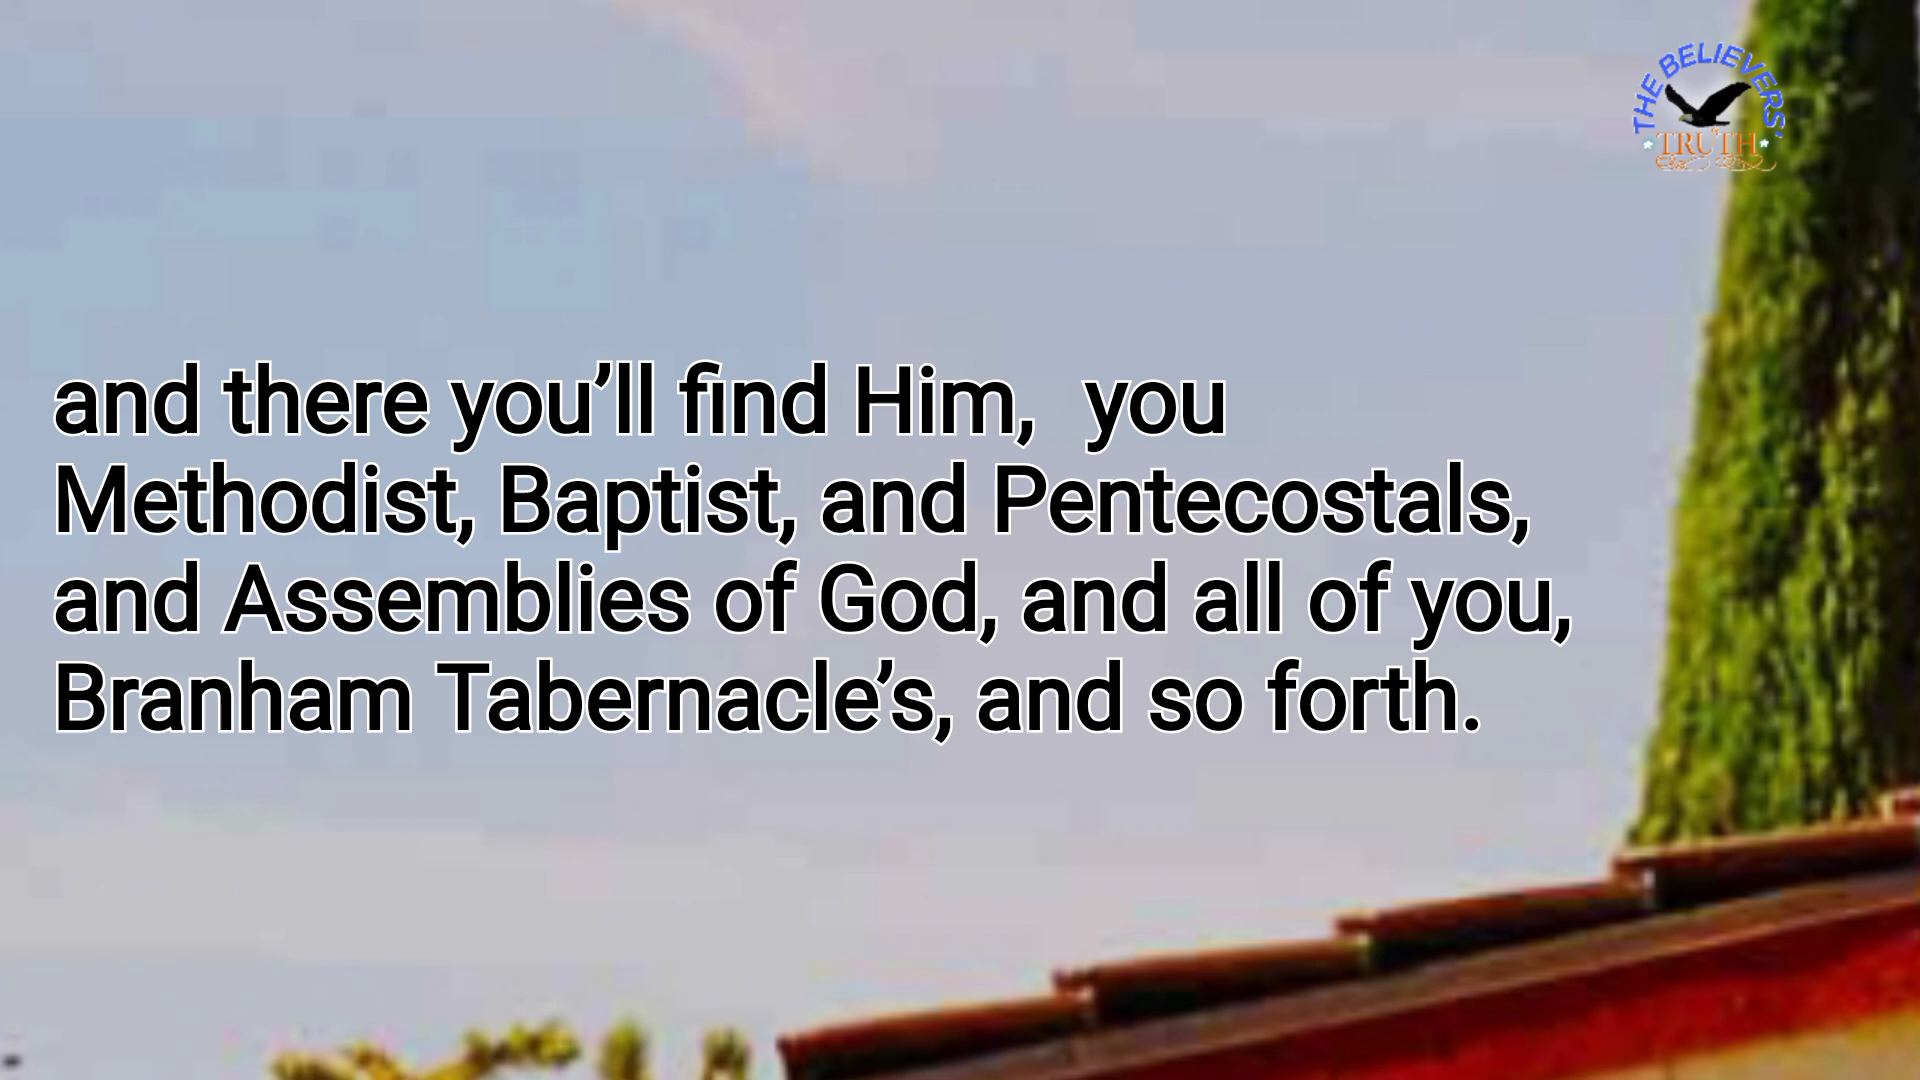 THE BELIEVERS'
TRUTH
and there you’ll find Him,  you
Methodist, Baptist, and Pentecostals,
and Assemblies of God, and all of you,
Branham Tabernacle’s, and so forth.